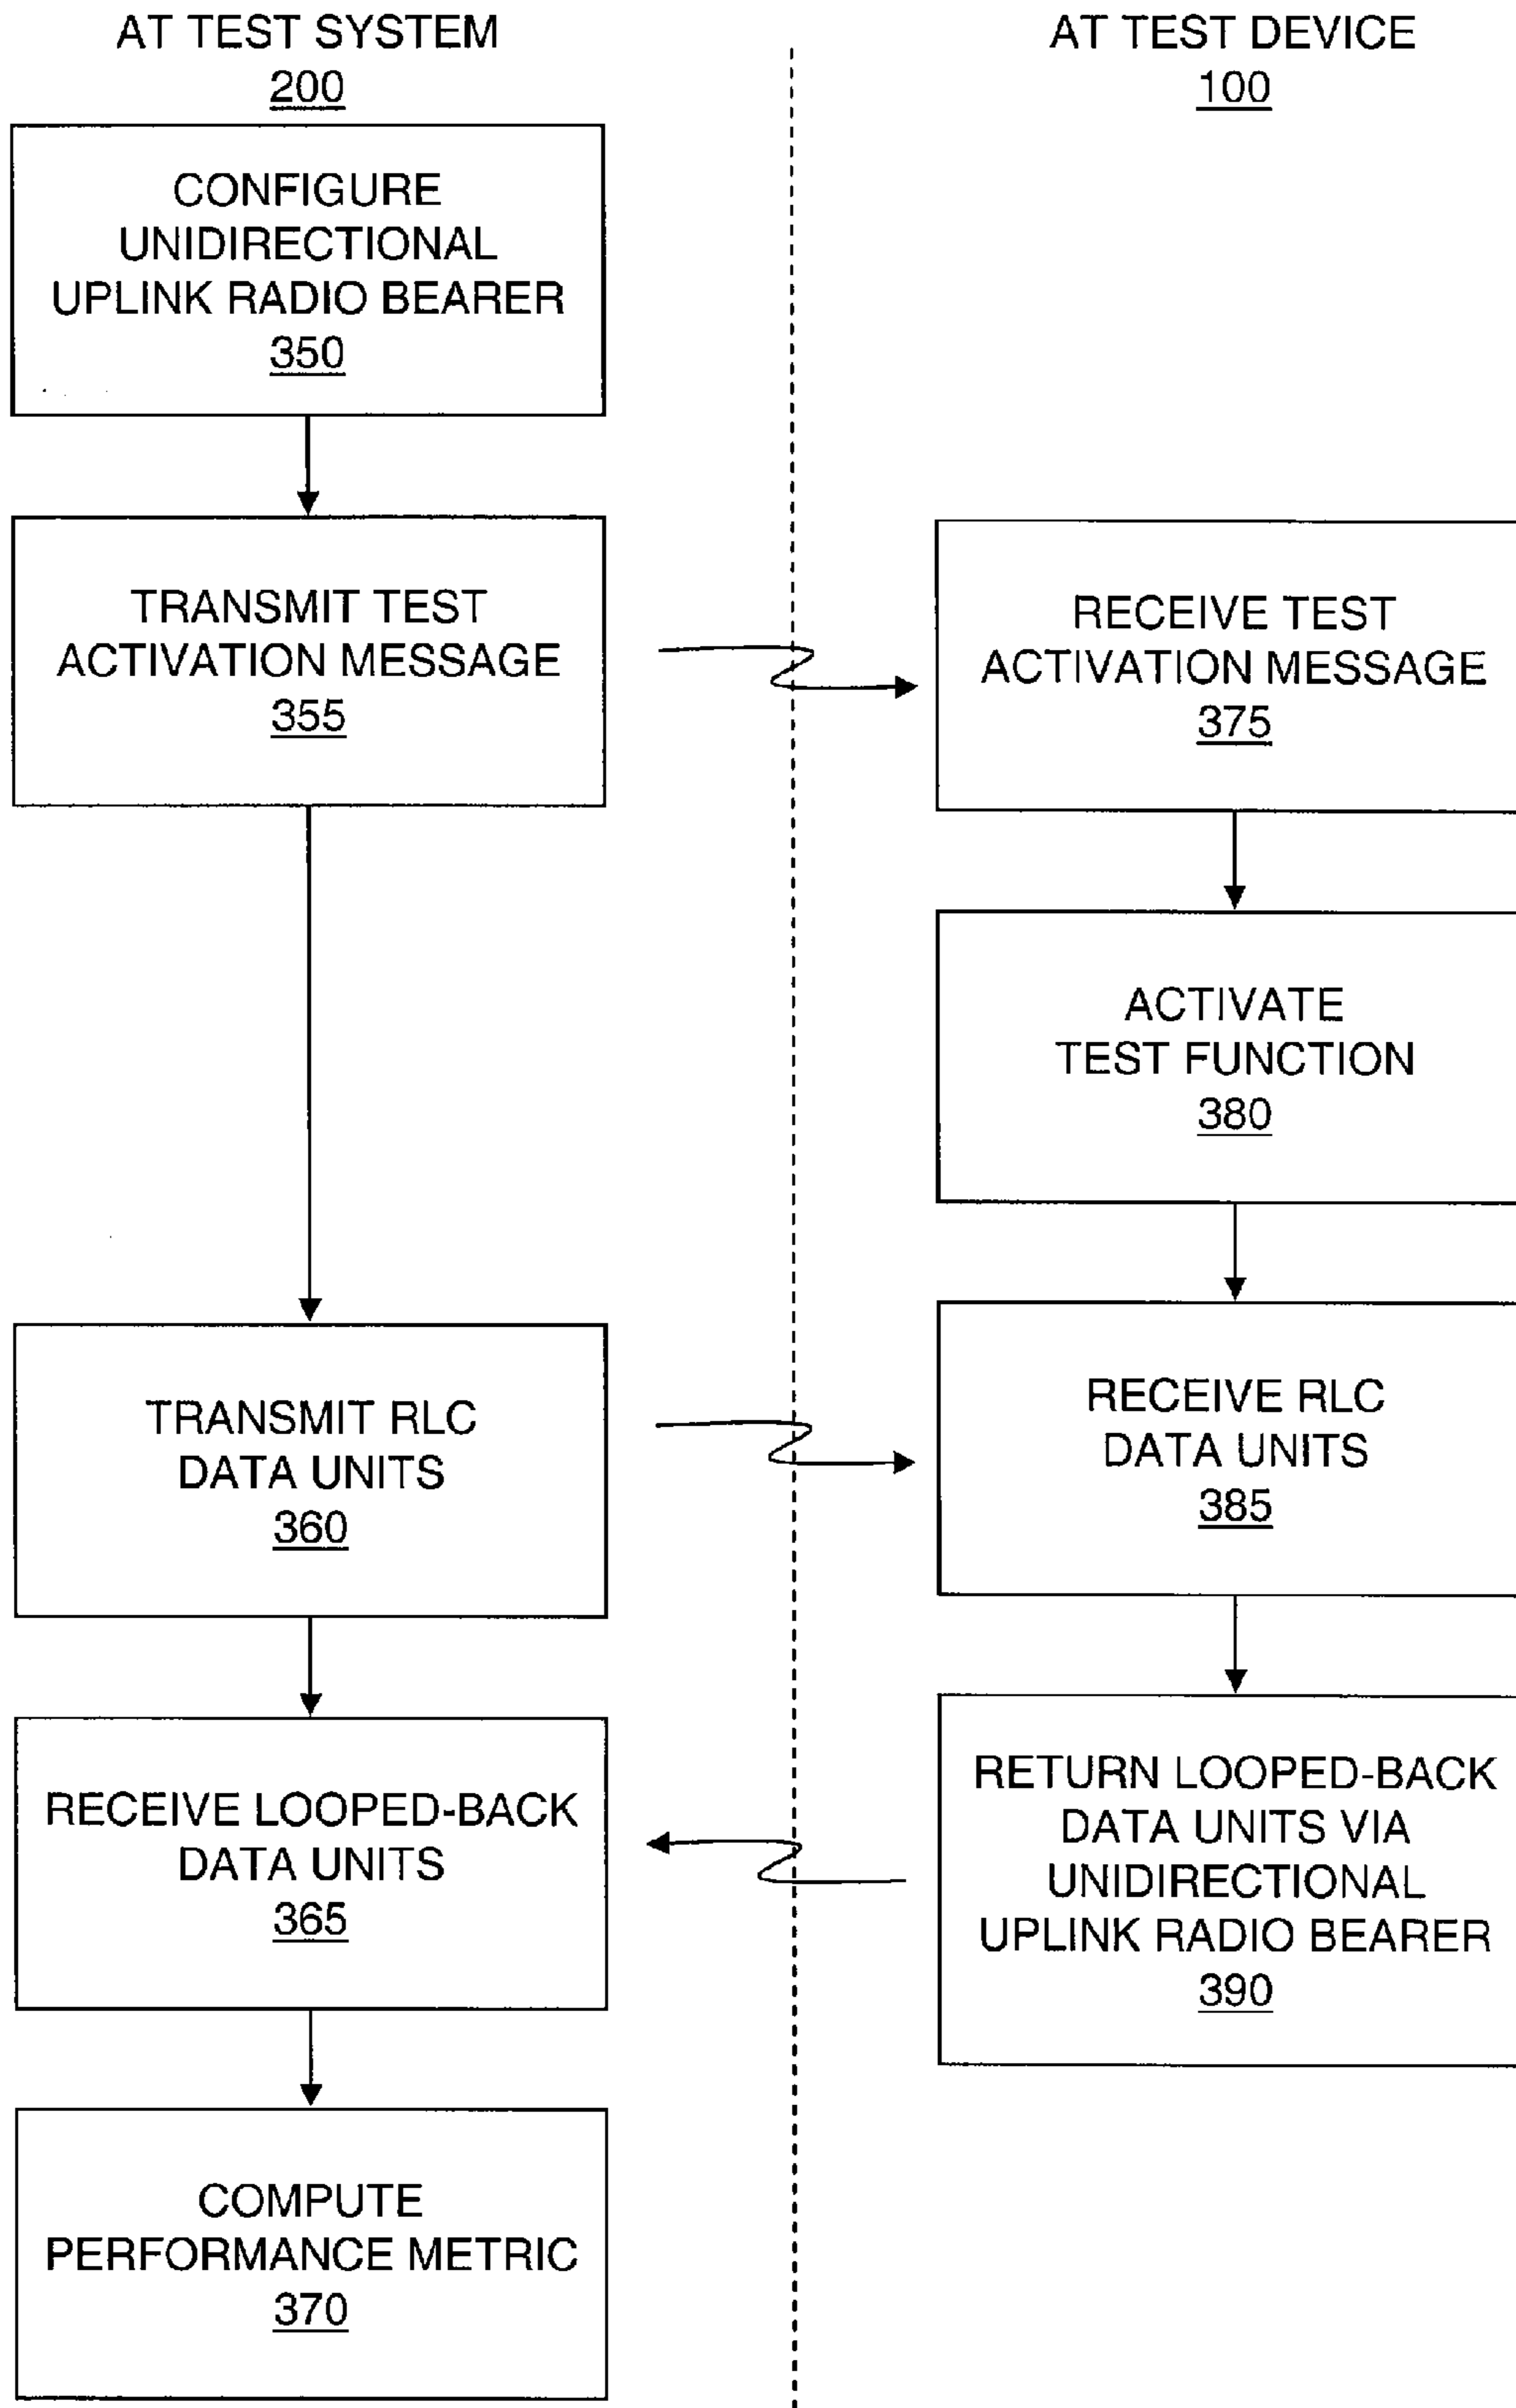 AT TEST SYSTEM
200
CONFIGURE
UNIDIRECTIONAL
UPLINK RADIO BEARER
350
TRANSMIT TEST
ACTIVATION MESSAGE
355
TRANSMIT RLC
DATA UNITS
360
RECEIVE LOOPED-BACK
DATA UNITS
365
COMPUTE
PERFORMANCE METRIC
370
AT TEST DEVICE
100
RECEIVE TEST
ACTIVATION MESSAGE
375
ACTIVATE
TEST FUNCTION
380
RECEIVE RLC
DATA UNITS
385
RETURN LOOPED-BACK
DATA UNITS VIA
UNIDIRECTIONAL
UPLINK RADIO BEARER
390